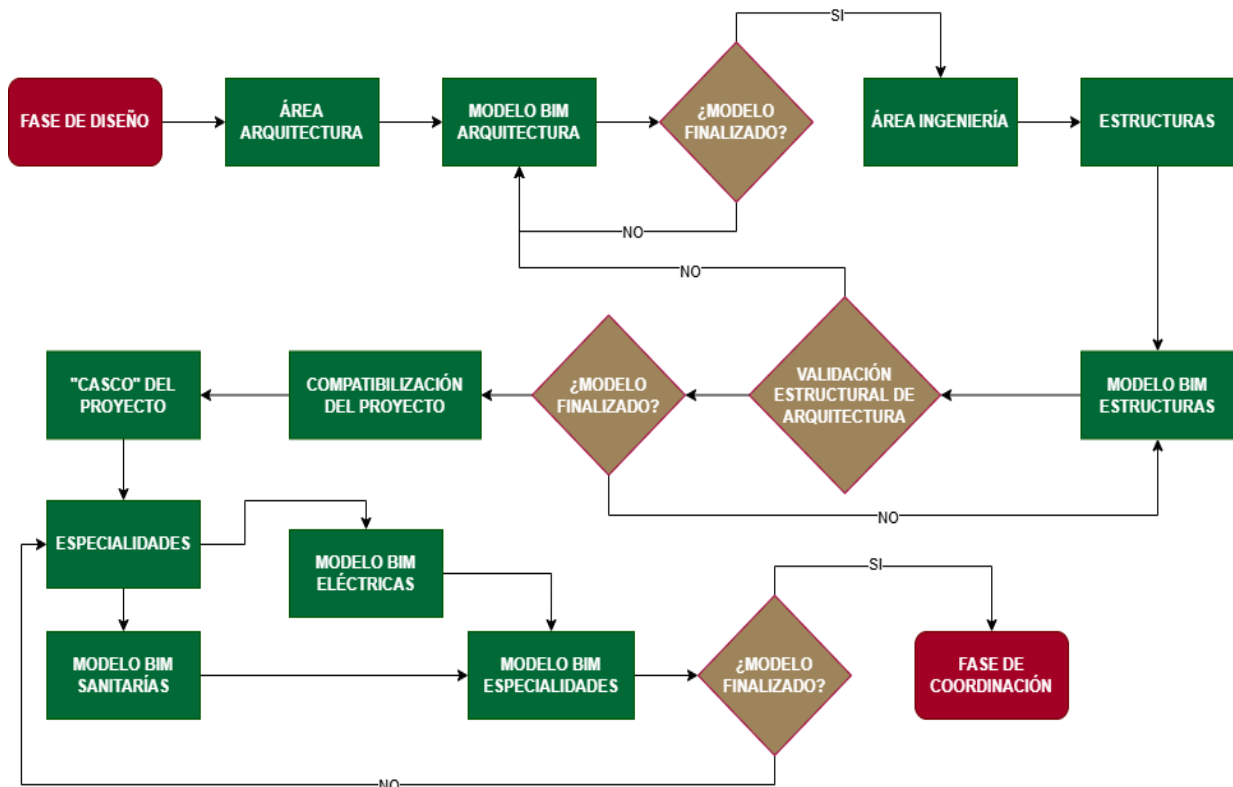 SI
FASE DE DISEÑO
ÁREA
ARQUITECTURA
MODELO BIM
ARQUITECTURA
¿MODELO
FINALIZADO?
ÁREA INGENIERÍA
ESTRUCTURAS
NO
NO
"CASCO" DEL
PROYECTO
COMPATIBILIZACIÓN
DEL PROYECTO
¿MODELO
FINALIZADO?
VALIDACIÓN
ESTRUCTURAL DE
ARQUITECTURA
MODELO BIM
ESTRUCTURAS
NO
ESPECIALIDADES
MODELO BIM
ELÉCTRICAS
SI
MODELO BIM
SANITARÍAS
MODELO BIM
ESPECIALIDADES
¿MODELO
FINALIZADO?
FASE DE
COORDINACIÓN
NO